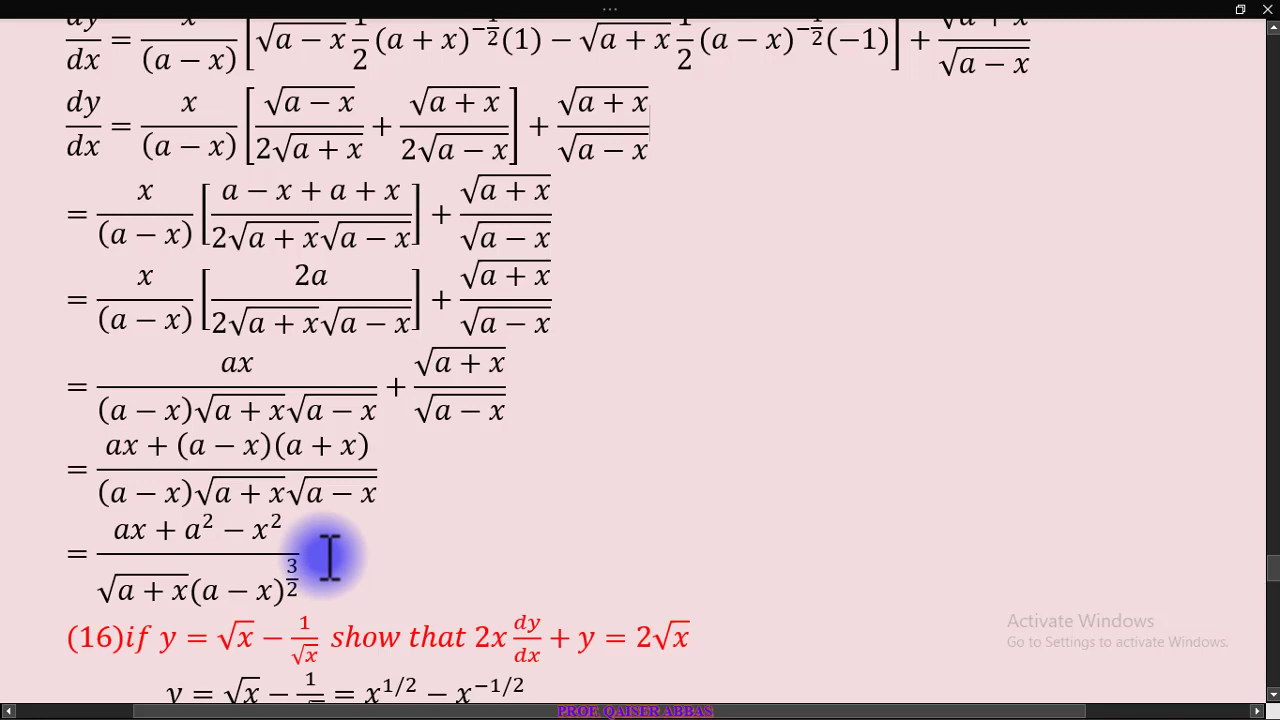 dy/dx = x/(a − x) [√(a − x) 1/2 (a + x)^(−1/2) (1) − √(a + x) 1/2 (a − x)^(−1/2) (−1)] + √(a + x)/√(a − x)
dy/dx = x/(a − x) [√(a − x)/(2√(a + x)) + √(a + x)/(2√(a − x))] + √(a + x)/√(a − x)
= x/(a − x) [(a − x + a + x)/(2√(a + x)√(a − x))] + √(a + x)/√(a − x)
= x/(a − x) [2a/(2√(a + x)√(a − x))] + √(a + x)/√(a − x)
= ax/((a − x)√(a + x)√(a − x)) + √(a + x)/√(a − x)
= (ax + (a − x)(a + x))/((a − x)√(a + x)√(a − x))
= (ax + a² − x²)/(√(a + x)(a − x)^(3/2))
(16)if y = √x − 1/√x show that 2x dy/dx + y = 2√x
y = √x − 1/√x = x^(1/2) − x^(−1/2)
Activate Windows
Go to Settings to activate Windows.
PROF. QAISER ABBAS